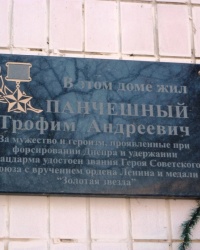 В этом доме жил
ПАНЧЕШНЫЙ
Трофим Андреевич
За мужество и героизм, проявленные при
форсировании Днепра и удержании
плацдарма удостоен звания Героя Советского
Союза с вручением ордена Ленина и медали
"Золотая звезда"